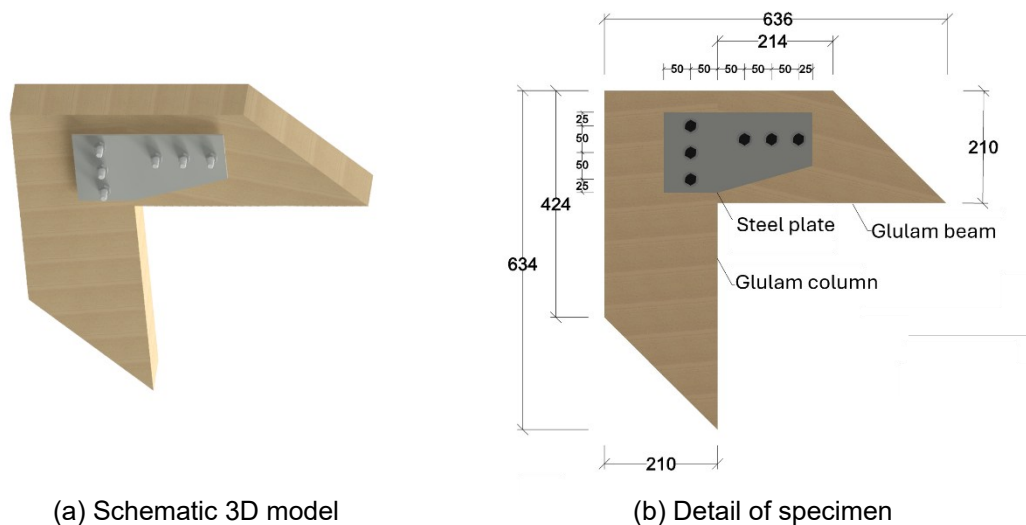 636
214
50 50 50 50 50 25
25
50
50
25
424
634
210
Steel plate
Glulam beam
Glulam column
210
(a) Schematic 3D model
(b) Detail of specimen